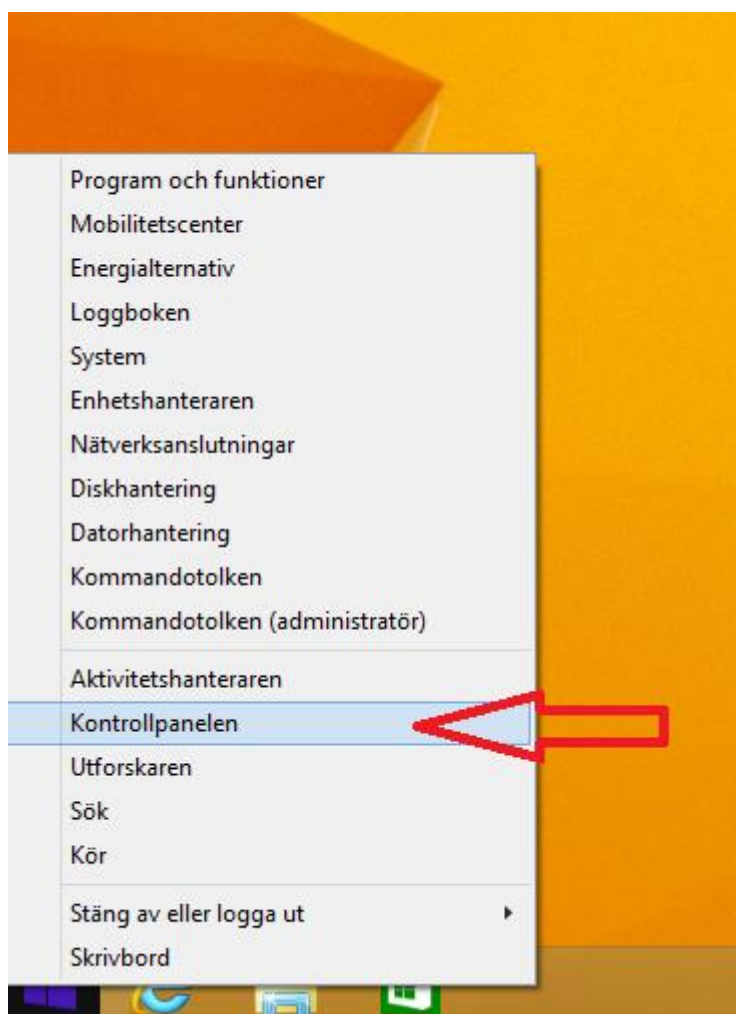 Program och funktioner
Mobilitetscenter
Energialternativ
Loggboken
System
Enhetshanteraren
Nätverksanslutningar
Diskhantering
Datorhantering
Kommandotolken
Kommandotolken (administratör)
Aktivitetshanteraren
Kontrollpanelen
Utforskaren
Sök
Kör
Stäng av eller logga ut
Skrivbord